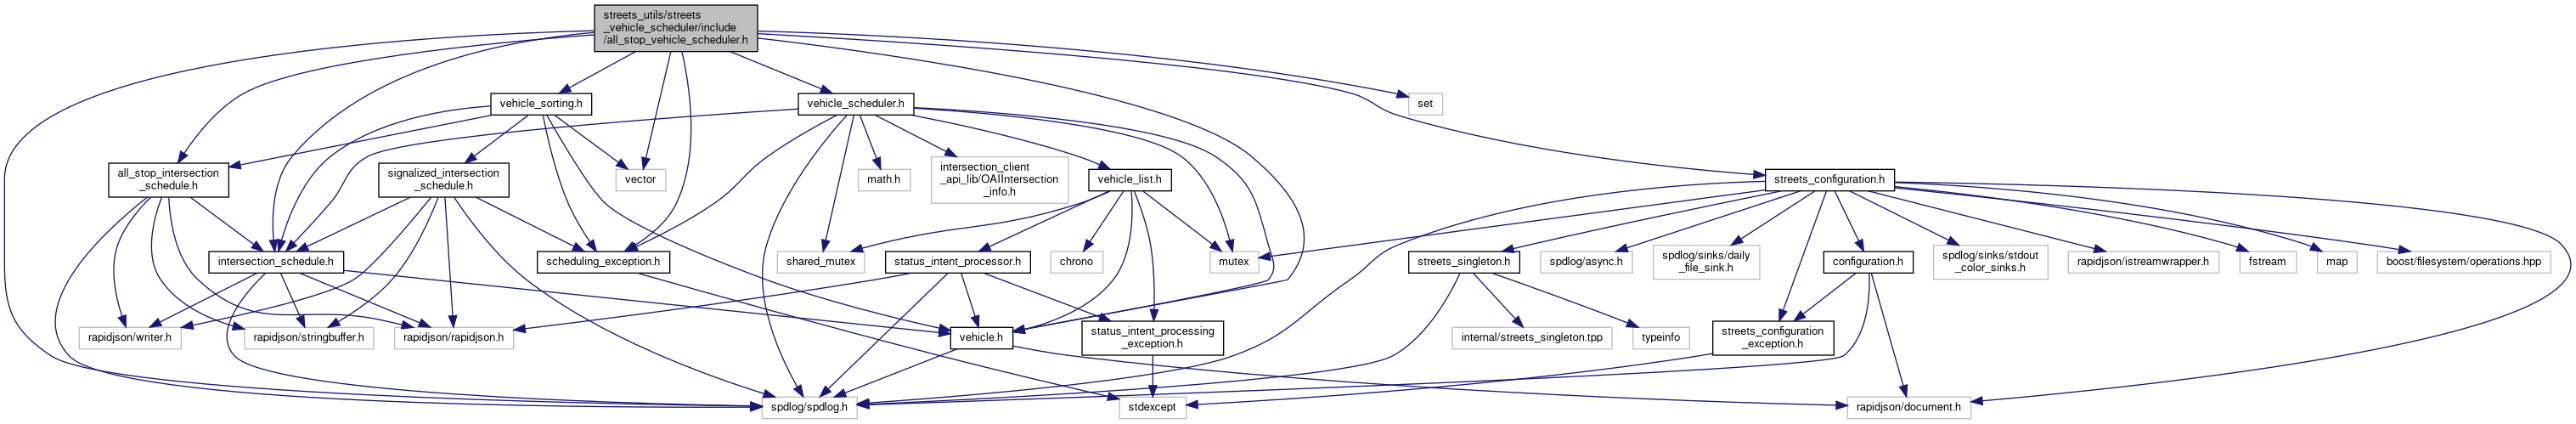 streets_utils/streets
_vehicle_scheduler/include
/all_stop_vehicle_scheduler.h
vehicle_sorting.h
vehicle_scheduler.h
set
all_stop_intersection
_schedule.h
signalized_intersection
_schedule.h
vector
math.h
intersection_client
_api_lib/OAIIntersection
_info.h
vehicle_list.h
streets_configuration.h
intersection_schedule.h
scheduling_exception.h
shared_mutex
status_intent_processor.h
chrono
mutex
streets_singleton.h
spdlog/async.h
spdlog/sinks/daily
_file_sink.h
configuration.h
spdlog/sinks/stdout
_color_sinks.h
rapidjson/istreamwrapper.h
fstream
map
boost/filesystem/operations.hpp
rapidjson/writer.h
rapidjson/stringbuffer.h
rapidjson/rapidjson.h
vehicle.h
status_intent_processing
_exception.h
internal/streets_singleton.tpp
typeinfo
streets_configuration
_exception.h
spdlog/spdlog.h
stdexcept
rapidjson/document.h